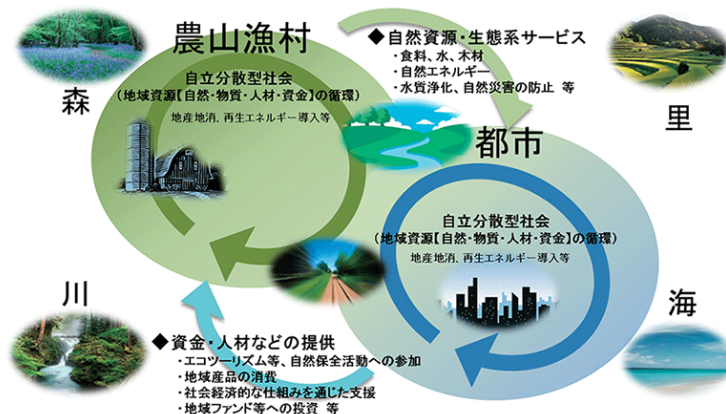 農山漁村
森
自立分散型社会
(地域資源【自然・物質・人材・資金】の循環)
地産地消、再生エネルギー導入等
◆自然資源・生態系サービス
・食料、水、木材
・自然エネルギー
・水質浄化、自然災害の防止 等
里
都市
自立分散型社会
(地域資源【自然・物質・人材・資金】の循環)
地産地消、再生エネルギー導入等
川
海
◆資金・人材などの提供
・エコツーリズム等、自然保全活動への参加
・地域産品の消費
・社会経済的な仕組みを通じた支援
・地域ファンド等への投資 等